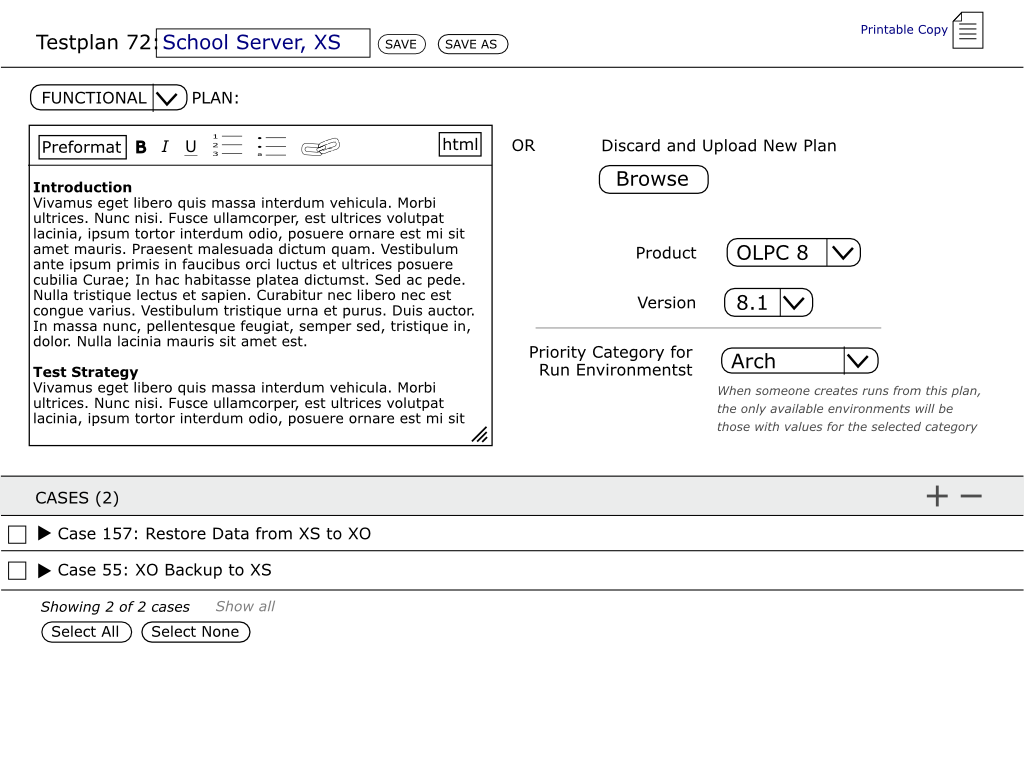 Testplan 72: School Server, XS SAVE SAVE AS Printable Copy
FUNCTIONAL PLAN:
Preformat B I U 1 2 3 html
OR
Discard and Upload New Plan
Browse
Introduction
Vivamus eget libero quis massa interdum vehicula. Morbi
ultrices. Nunc nisi. Fusce ullamcorper, est ultrices volutpat
lacinia, ipsum tortor interdum odio, posuere ornare est mi sit
amet mauris. Praesent malesuada dictum quam. Vestibulum
ante ipsum primis in faucibus orci luctus et ultrices posuere
cubilia Curae; In hac habitasse platea dictumst. Sed ac pede.
Nulla tristique lectus et sapien. Curabitur nec libero nec est
congue varius. Vestibulum tristique urna et purus. Duis auctor.
In massa nunc, pellentesque feugiat, semper sed, tristique in,
dolor. Nulla lacinia mauris sit amet est.
Test Strategy
Vivamus eget libero quis massa interdum vehicula. Morbi
ultrices. Nunc nisi. Fusce ullamcorper, est ultrices volutpat
lacinia, ipsum tortor interdum odio, posuere ornare est mi sit
Product OLPC 8
Version 8.1
Priority Category for
Run Environmentst
Arch
When someone creates runs from this plan,
the only available environments will be
those with values for the selected category
CASES (2)
Case 157: Restore Data from XS to XO
Case 55: XO Backup to XS
Showing 2 of 2 cases Show all
Select All Select None